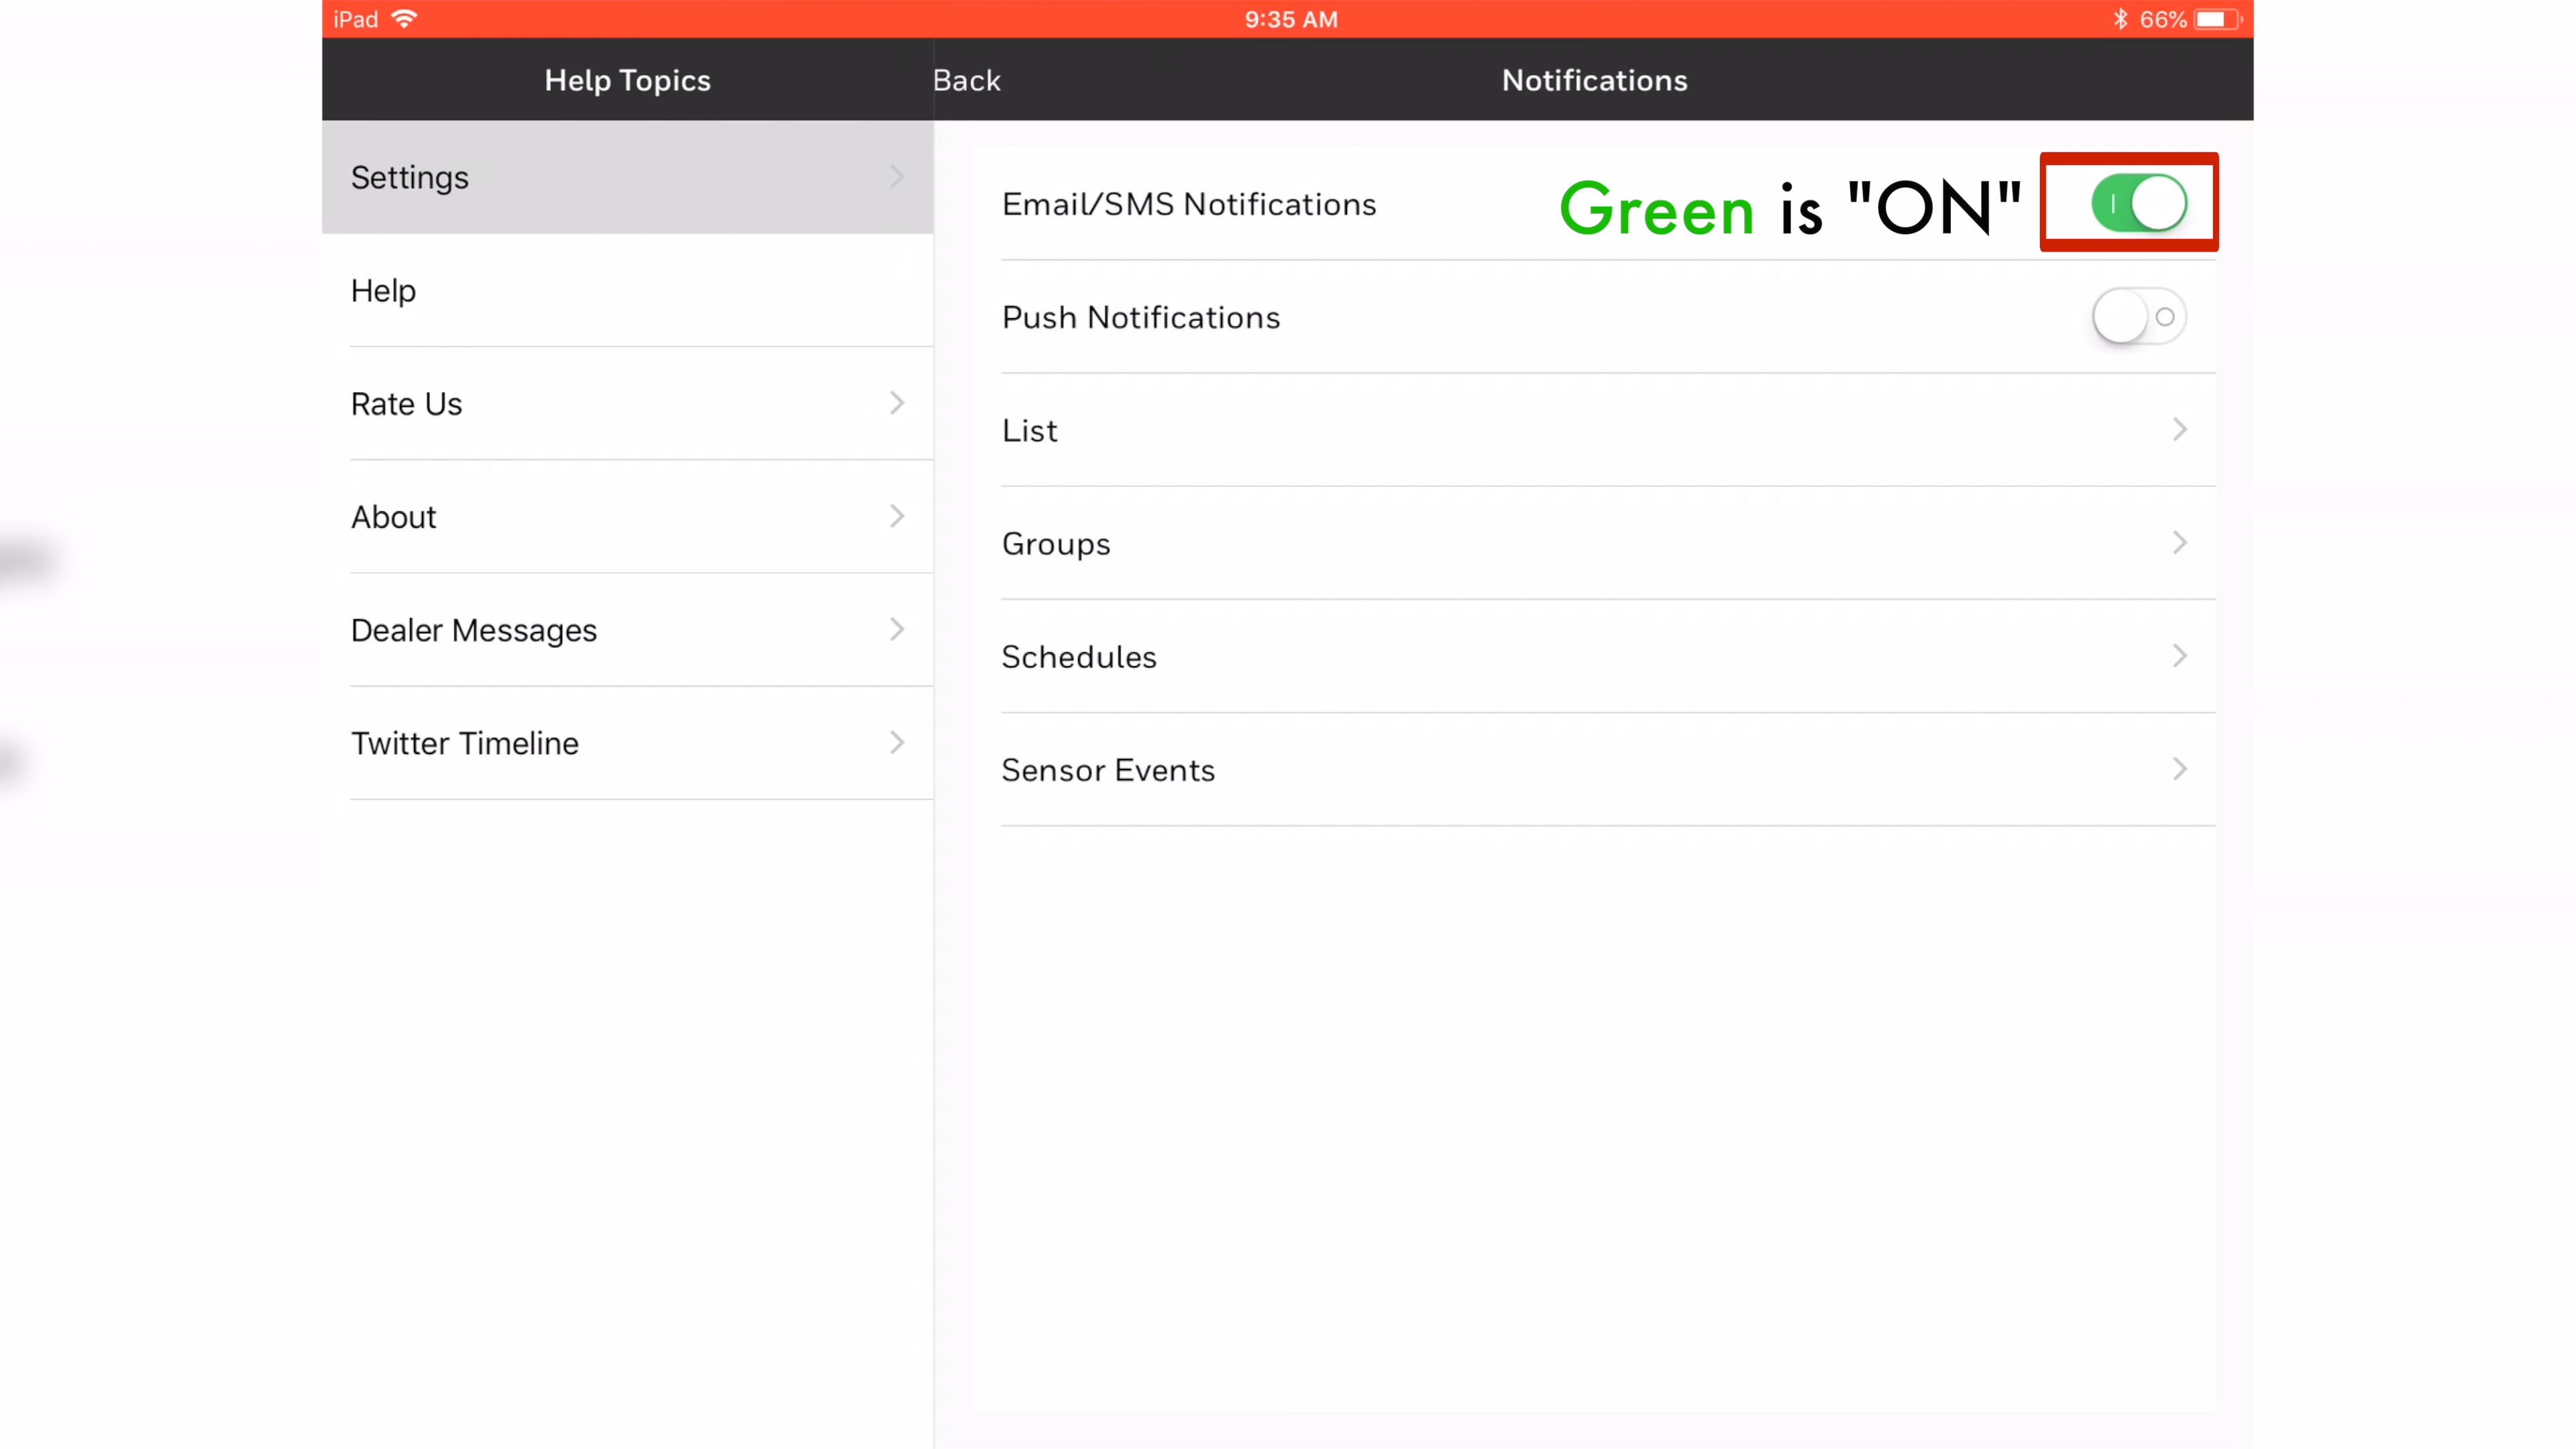 iPad 9:35 AM 66%
Help Topics
Back Notifications
Settings
Help
Rate Us
About
Dealer Messages
Twitter Timeline
Email/SMS Notifications Green is "ON"
Push Notifications
List
Groups
Schedules
Sensor Events